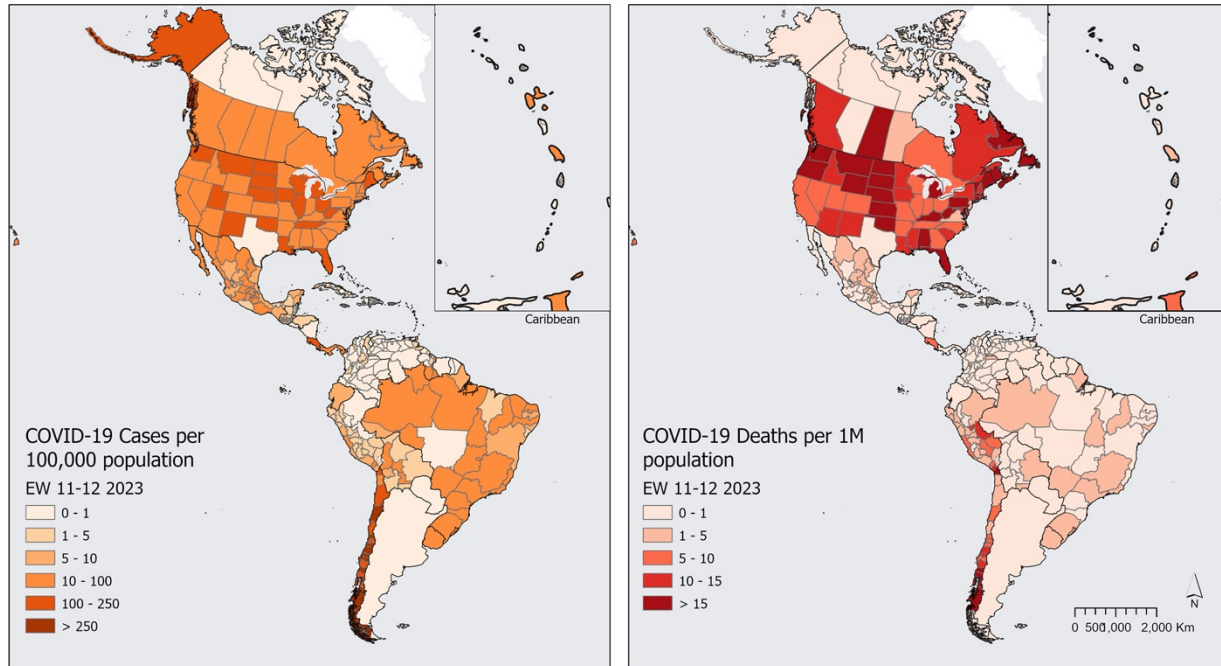 Caribbean
COVID-19 Cases per
100,000 population
EW 11-12 2023
0 - 1
1 - 5
5 - 10
10 - 100
100 - 250
> 250
Caribbean
COVID-19 Deaths per 1M
population
EW 11-12 2023
0 - 1
1 - 5
5 - 10
10 - 15
> 15
N
0 5001,000 2,000 Km